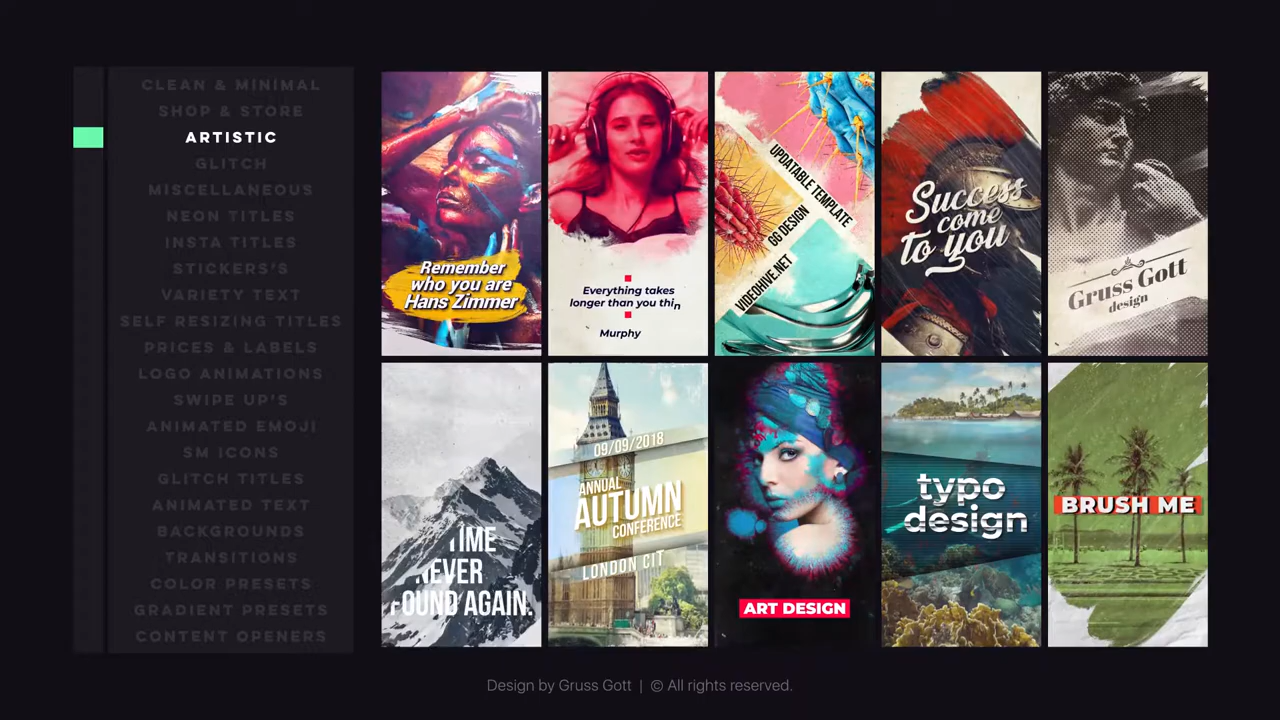 CLEAN & MINIMAL
SHOP & STORE
ARTISTIC
GLITCH
MISCELLANEOUS
NEON TITLES
INSTA TITLES
STICKERS'S
VARIETY TEXT
SELF RESIZING TITLES
PRICES & LABELS
LOGO ANIMATIONS
SWIPE UP'S
ANIMATED EMOJI
SM ICONS
GLITCH TITLES
ANIMATED TEXT
BACKGROUNDS
TRANSITIONS
COLOR PRESETS
GRADIENT PRESETS
CONTENT OPENERS
Remember
who you are
Hans Zimmer
Everything takes
longer than you thin
Murphy
UPDATABLE TEMPLATE
GG DESIGN
VIDEOHIVE.NET
Success
come
to you
Gruss Gott
design
IME
NEVER
OUND AGAIN.
09/09/2018
ANNUAL
AUTUMN
CONFERENCE
LONDON CIT
ART DESIGN
typo
design
BRUSH ME
Design by Gruss Gott | © All rights reserved.